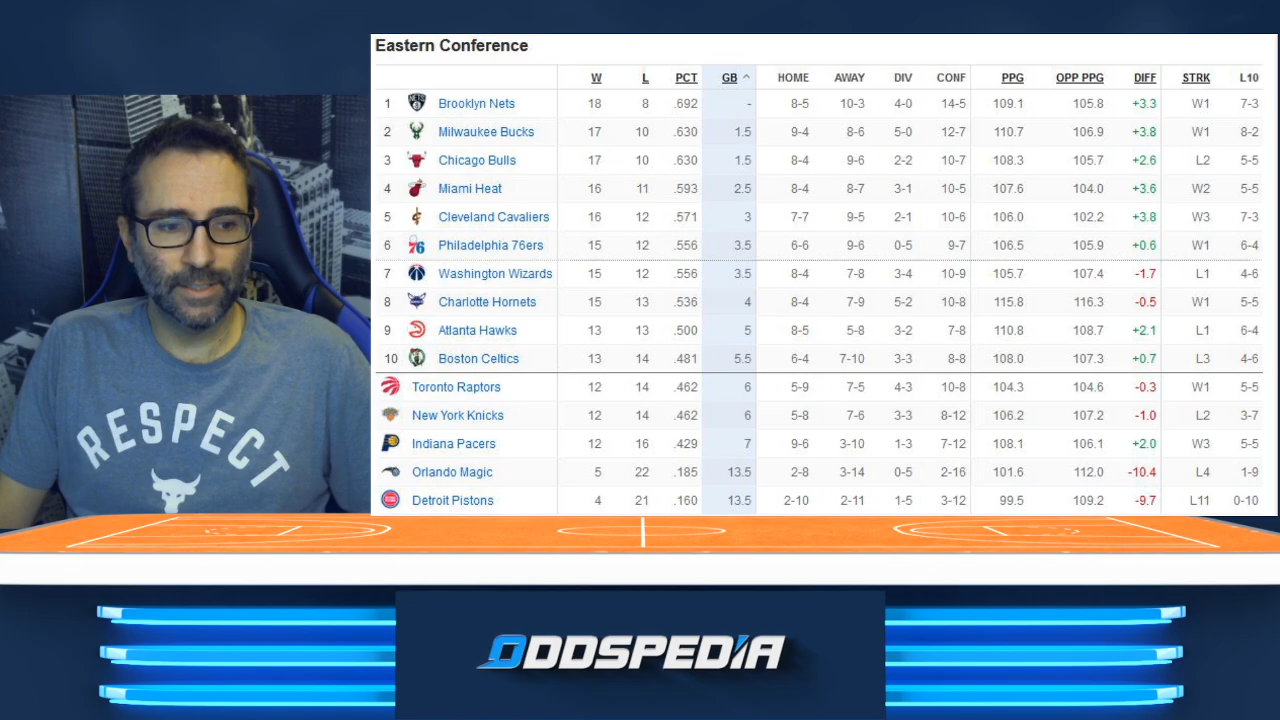 Eastern Conference
W L PCT GB ^ HOME AWAY DIV CONF PPG OPP PPG DIFF STRK L10
1 NETS B Brooklyn Nets 18 8 .692 - 8-5 10-3 4-0 14-5 109.1 105.8 +3.3 W1 7-3
2 Milwaukee Bucks 17 10 .630 1.5 9-4 8-6 5-0 12-7 110.7 106.9 +3.8 W1 8-2
3 Chicago Bulls 17 10 .630 1.5 8-4 9-6 2-2 10-7 108.3 105.7 +2.6 L2 5-5
4 Miami Heat 16 11 .593 2.5 8-4 8-7 3-1 10-5 107.6 104.0 +3.6 W2 5-5
5 C Cleveland Cavaliers 16 12 .571 3 7-7 9-5 2-1 10-6 106.0 102.2 +3.8 W3 7-3
6 76 Philadelphia 76ers 15 12 .556 3.5 6-6 9-6 0-5 9-7 106.5 105.9 +0.6 W1 6-4
7 Washington Wizards 15 12 .556 3.5 8-4 7-8 3-4 10-9 105.7 107.4 -1.7 L1 4-6
8 Charlotte Hornets 15 13 .536 4 8-4 7-9 5-2 10-8 115.8 116.3 -0.5 W1 5-5
9 Atlanta Hawks 13 13 .500 5 8-5 5-8 3-2 7-8 110.8 108.7 +2.1 L1 6-4
10 Boston Celtics 13 14 .481 5.5 6-4 7-10 3-3 8-8 108.0 107.3 +0.7 L3 4-6
Toronto Raptors 12 14 .462 6 5-9 7-5 4-3 10-8 104.3 104.6 -0.3 W1 5-5
New York Knicks 12 14 .462 6 5-8 7-6 3-3 8-12 106.2 107.2 -1.0 L2 3-7
Indiana Pacers 12 16 .429 7 9-6 3-10 1-3 7-12 108.1 106.1 +2.0 W3 5-5
Orlando Magic 5 22 .185 13.5 2-8 3-14 0-5 2-16 101.6 112.0 -10.4 L4 1-9
Detroit Pistons 4 21 .160 13.5 2-10 2-11 1-5 3-12 99.5 109.2 -9.7 L11 0-10
RESPECT
ODDSPEDIA